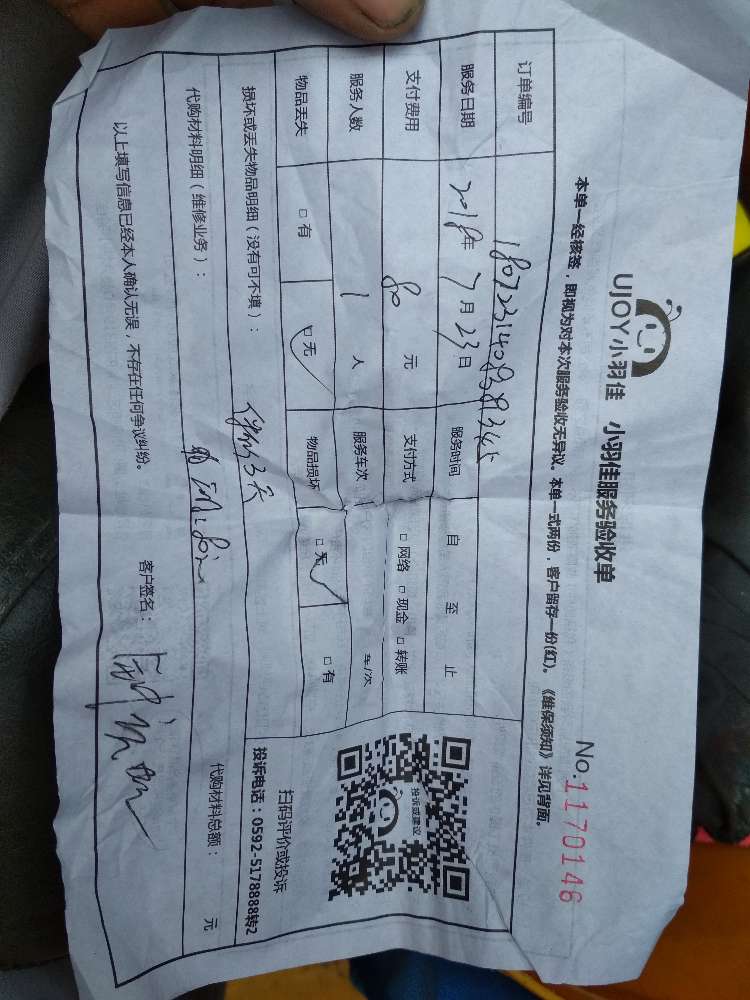 UJOY小羽佳 小羽佳服务验收单
No.1170146
本单一经核签，即视为对本次服务验收无异议。本单一式两份，客户留存一份(红)。《维保须知》详见背面。
订单编号
服务日期 2018年 7月 23日 服务时间 自 至 止
支付费用 80 元 支付方式 □ 网络 □ 现金 □ 转账
服务人数 1 人 服务车次 车/次
物品丢失 □ 有 □ 无 物品损坏 □ 无 □ 有
损坏或丢失物品明细（没有可不填）：
代购材料明细（维修业务）： 代购材料总额： 元
以上填写信息已经本人确认无误，不存在任何争议纠纷。 客户签名：
投诉或建议
扫码评价或投诉
投诉电话：0592-5178888转2